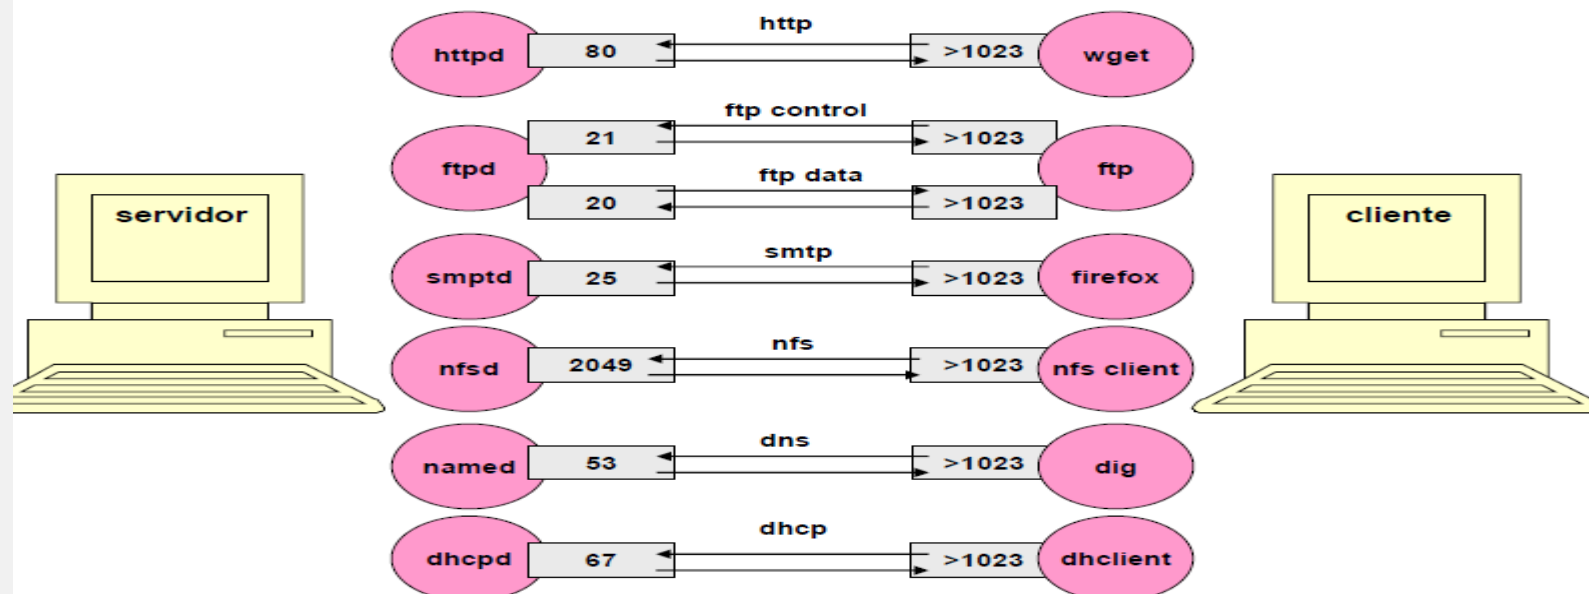 http
httpd 80 >1023 wget
ftp control
21 >1023
ftpd ftp
ftp data
20 >1023
servidor
cliente
smtp
smptd 25 >1023 firefox
nfs
nfsd 2049 >1023 nfs client
dns
named 53 >1023 dig
dhcp
dhcpd 67 >1023 dhclient